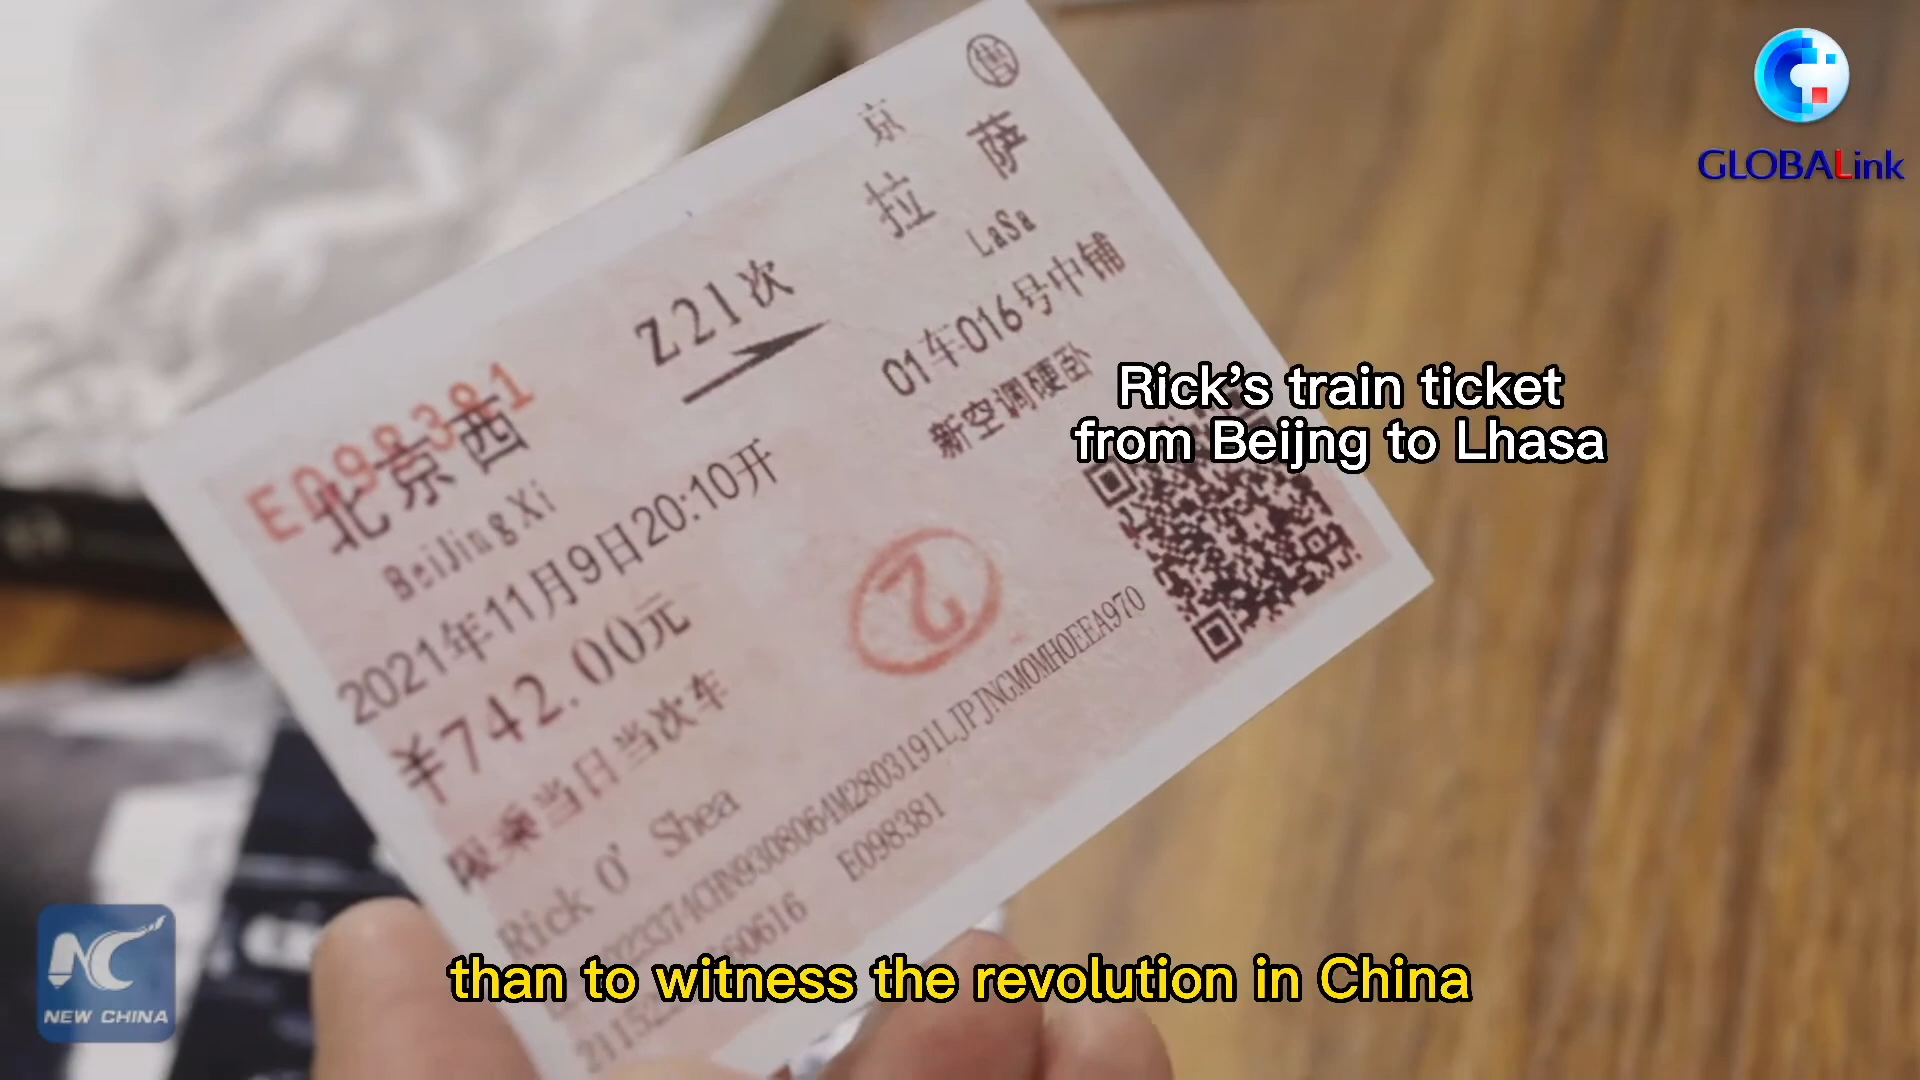 GLOBALink
售
京
E098381
北京西
BeiJingXi
Z21次
拉 萨
LaSa
2021年11月9日20:10开
01车016号中铺
¥742.00元
新空调硬卧
限乘当日当次车
Rick O' Shea
E098381
Rick's train ticket
from Beijng to Lhasa
than to witness the revolution in China
NEW CHINA